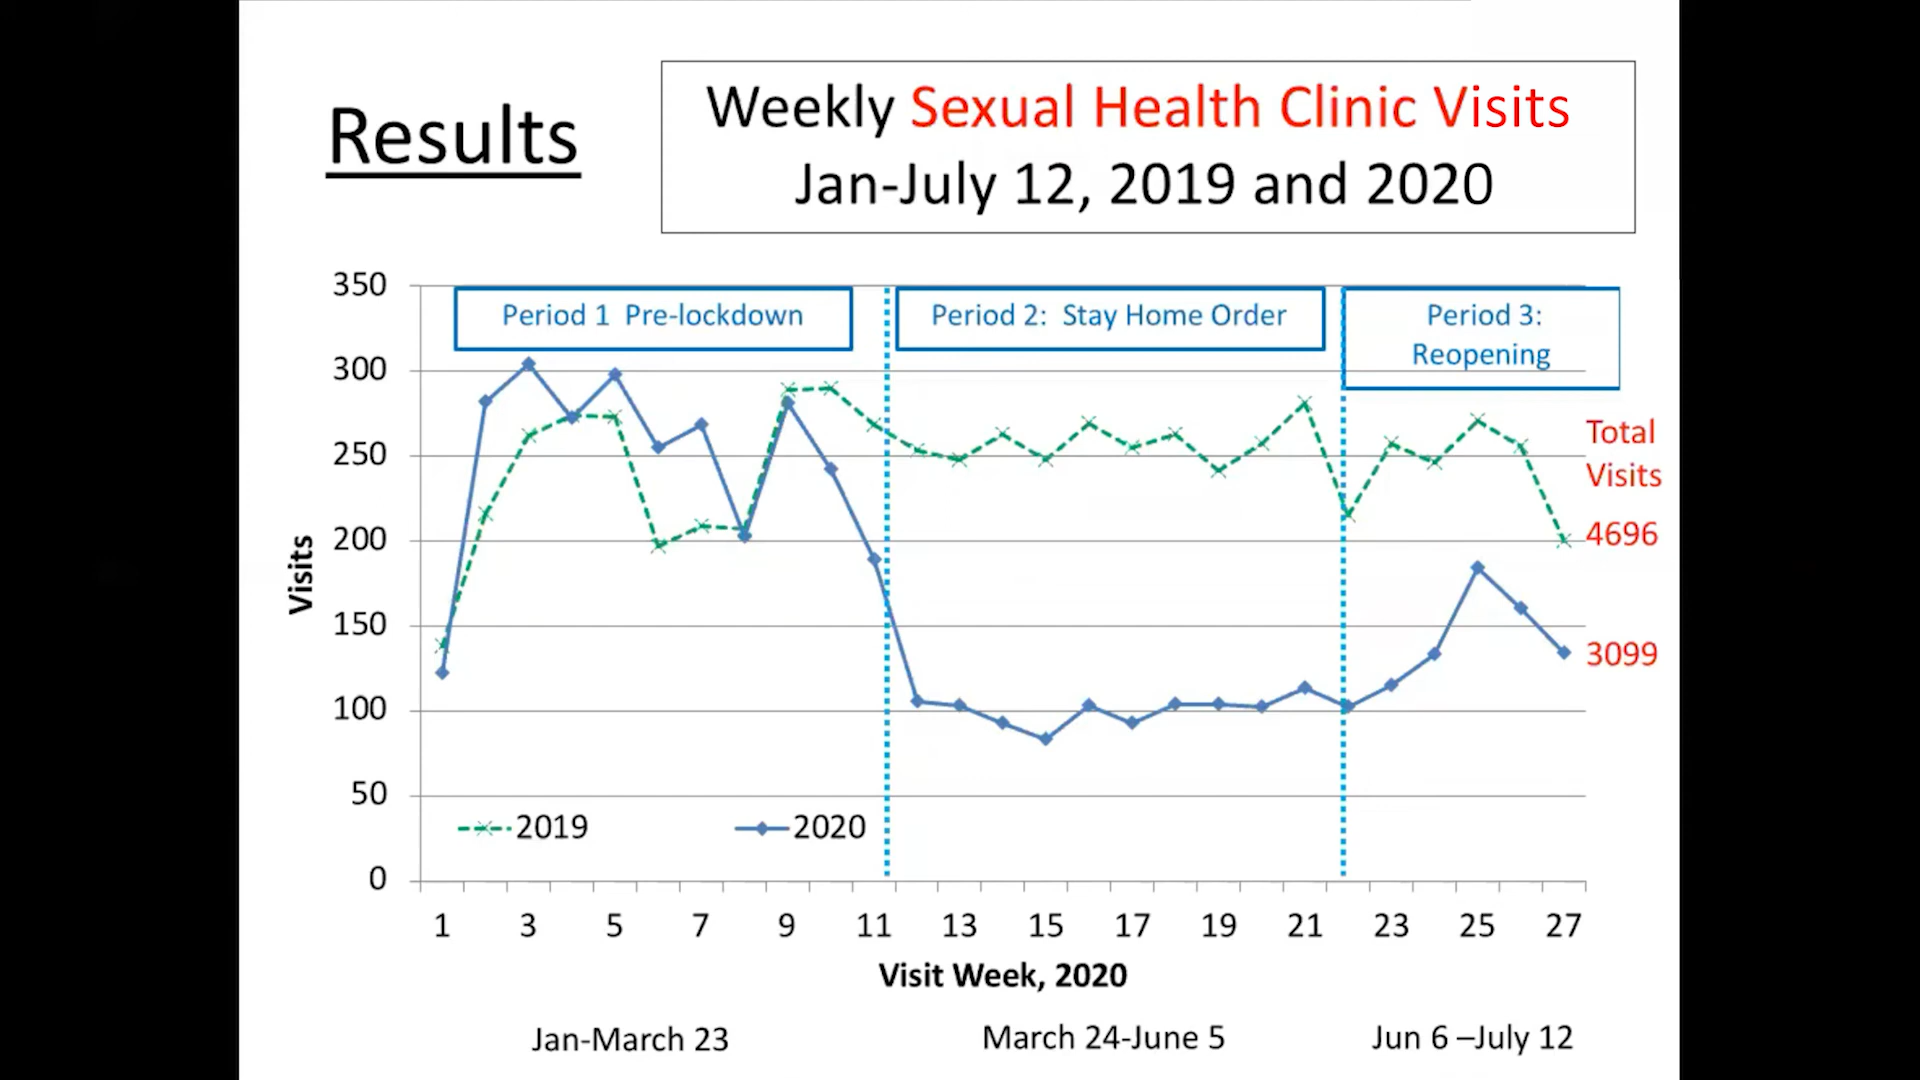 Results
Weekly Sexual Health Clinic Visits
Jan-July 12, 2019 and 2020
350
300
250
200
150
100
50
0
Visits
Period 1  Pre-lockdown
Period 2:  Stay Home Order
Period 3:
Reopening
Total
Visits
4696
3099
2019
2020
1 3 5 7 9 11 13 15 17 19 21 23 25 27
Visit Week, 2020
Jan-March 23
March 24-June 5
Jun 6 –July 12